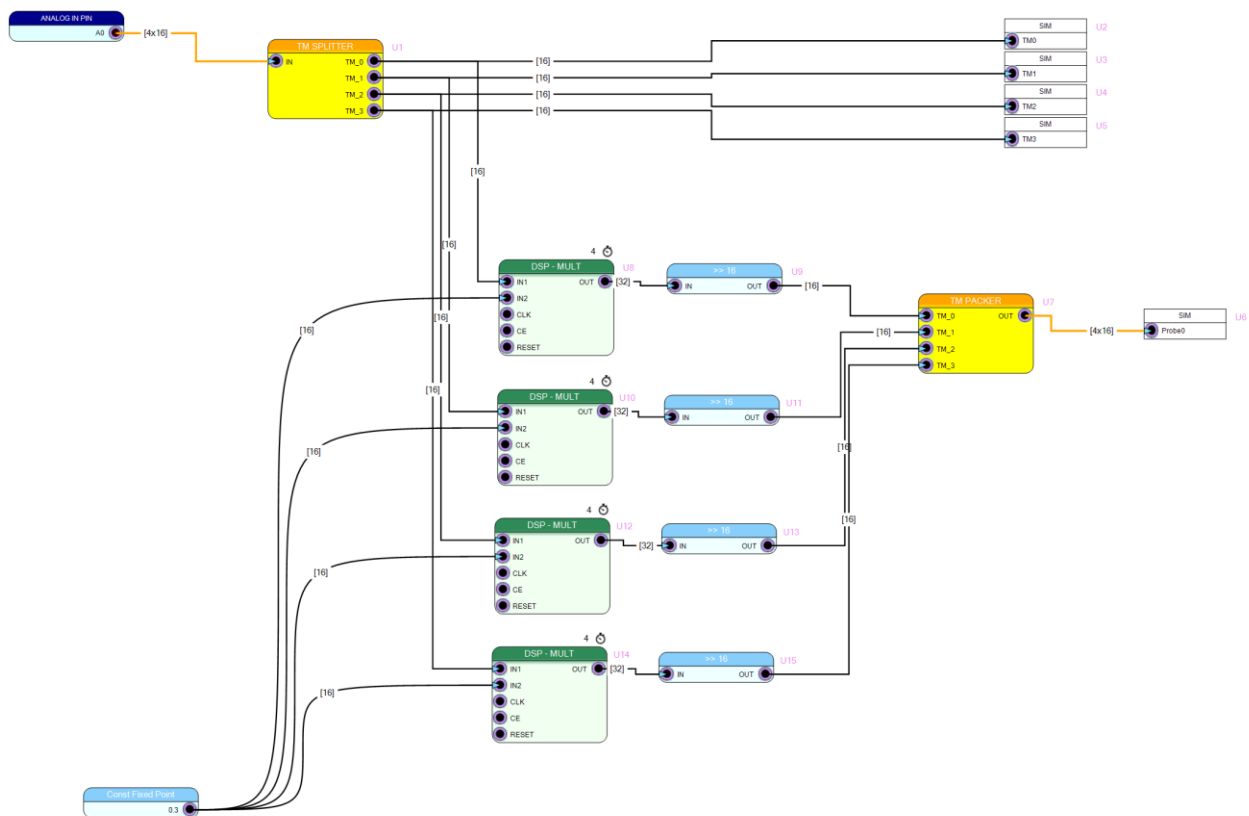 ANALOG IN PIN
A0
[4x16]
TM SPLITTER
U1
IN
TM_0
TM_1
TM_2
TM_3
[16]
[16]
[16]
[16]
SIM
U2
TM0
SIM
U3
TM1
SIM
U4
TM2
SIM
U5
TM3
[16]
[16]
[16]
[16]
4
DSP - MULT
U8
IN1
OUT
IN2
CLK
CE
RESET
[32]
>> 16
U9
IN
OUT
[16]
TM PACKER
U7
TM_0
OUT
TM_1
TM_2
TM_3
[4x16]
SIM
U6
Probe0
[16]
[16]
4
DSP - MULT
U10
IN1
OUT
IN2
CLK
CE
RESET
[32]
>> 16
U11
IN
OUT
[16]
[16]
[16]
4
DSP - MULT
U12
IN1
OUT
IN2
CLK
CE
RESET
[32]
>> 16
U13
IN
OUT
[16]
4
DSP - MULT
U14
IN1
OUT
IN2
CLK
CE
RESET
[32]
>> 16
U15
IN
OUT
[16]
Const Fixed Point
0.3